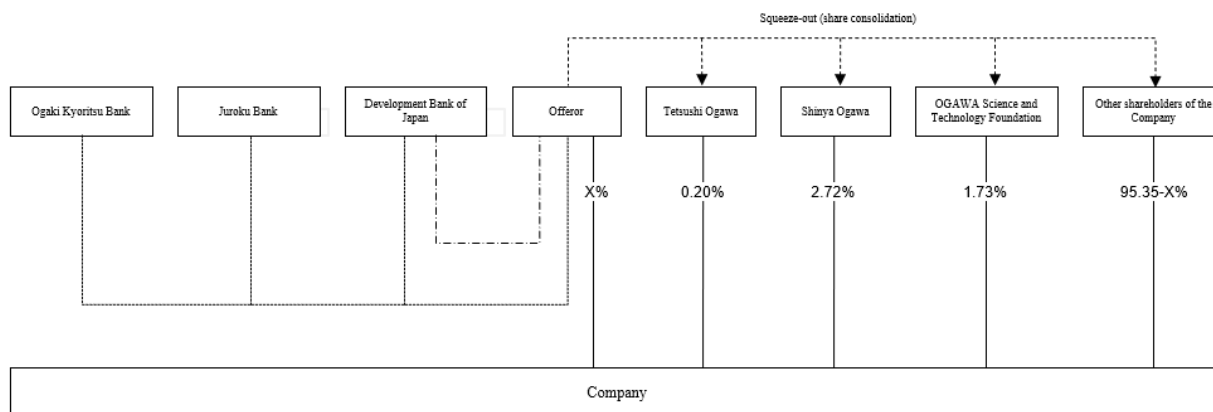 Squeeze-out (share consolidation)
Ogaki Kyoritsu Bank
Juroku Bank
Development Bank of
Japan
Offeror
Tetsushi Ogawa
Shinya Ogawa
OGAWA Science and
Technology Foundation
Other shareholders of the
Company
X%
0.20%
2.72%
1.73%
95.35-X%
Company